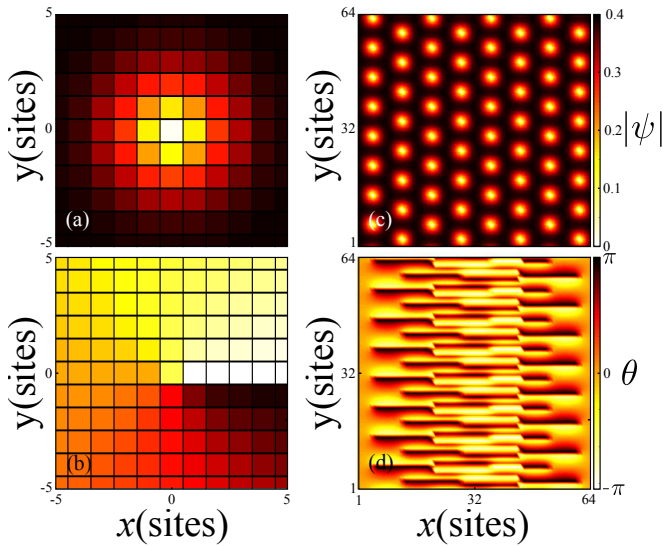 5
y(sites)
0
(a)
-5
64
y(sites)
32
(c)
1
0.4
0.3
0.2
|ψ|
0.1
0
5
y(sites)
0
(b)
-5
-5
0
5
x(sites)
64
y(sites)
32
(d)
1
1
32
64
x(sites)
π
0
θ
-π